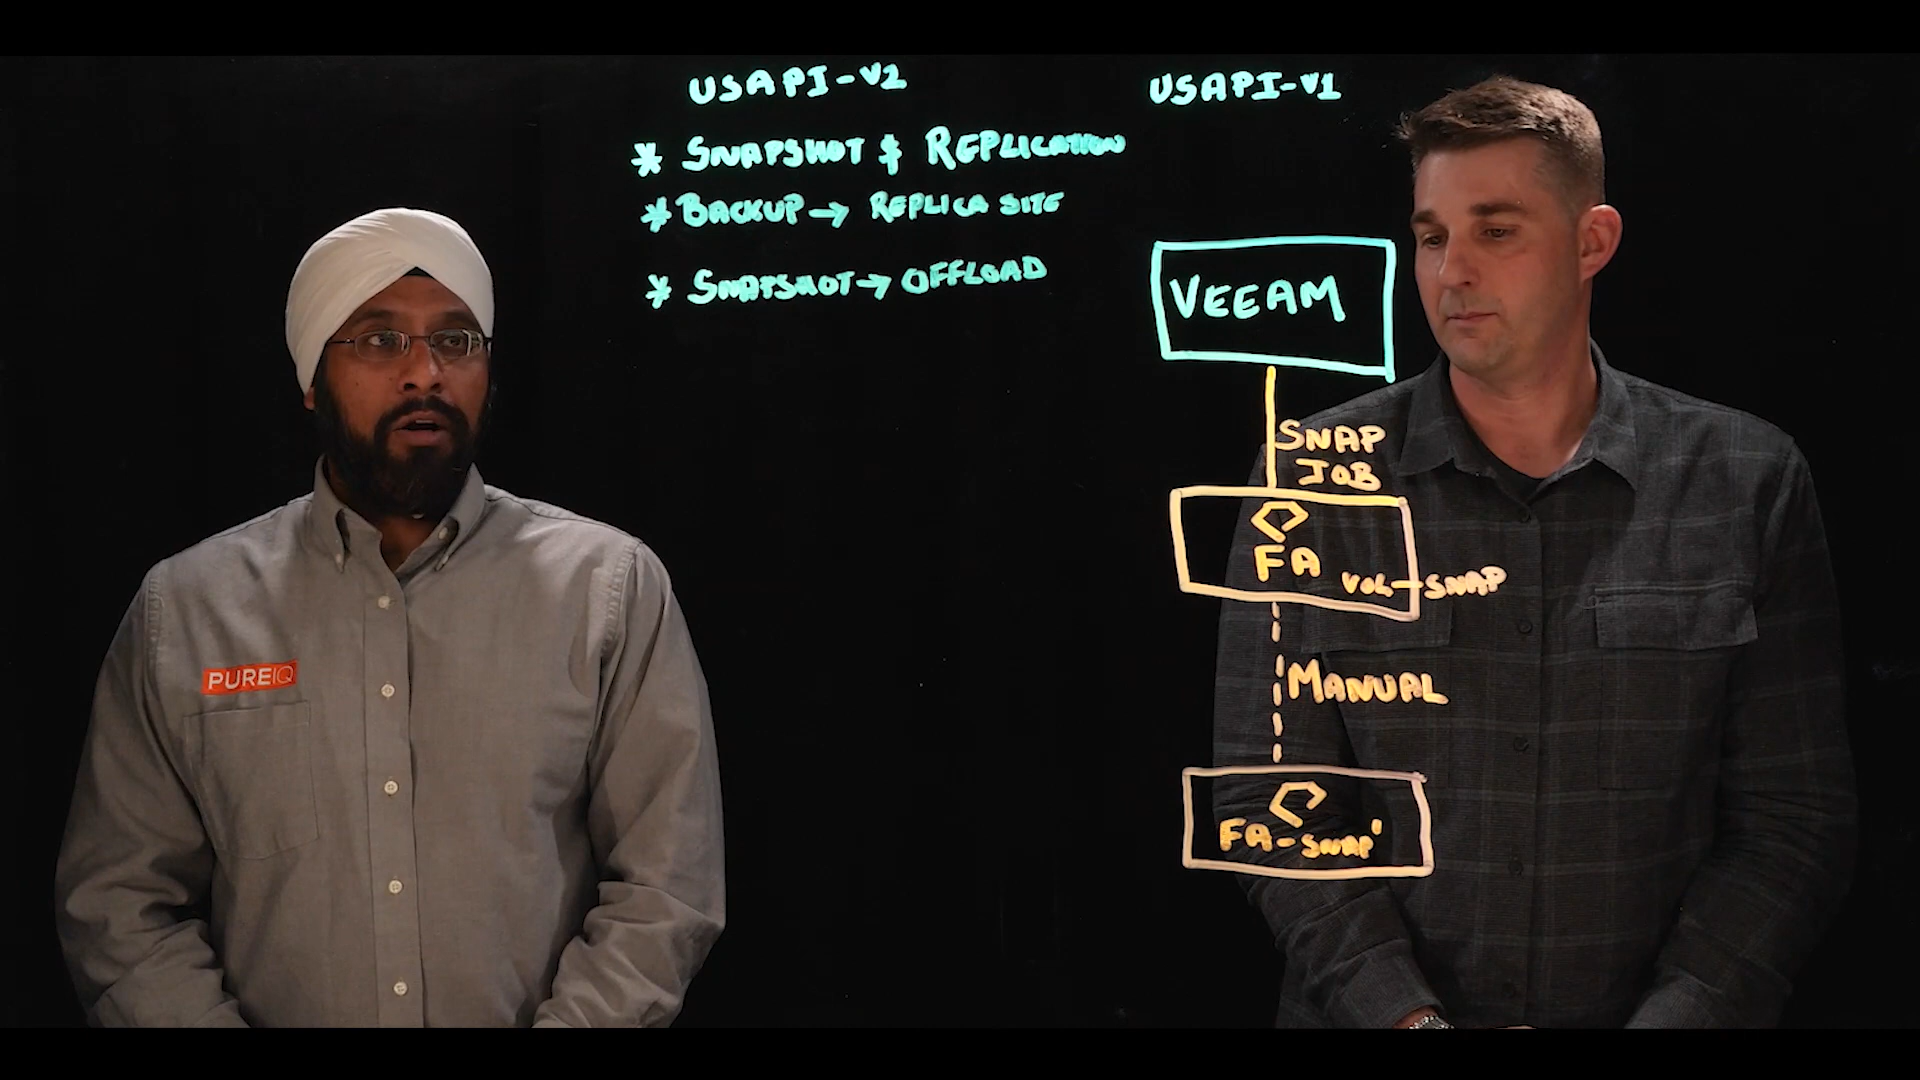 USAPI-V2
* SNAPSHOT & REPLICATION
* BACKUP → REPLICA SITE
* SNAPSHOT → OFFLOAD
USAPI-V1
VEEAM
SNAP
JOB
FA
VOL-SNAP
MANUAL
FA-SNAP'
PUREIQ